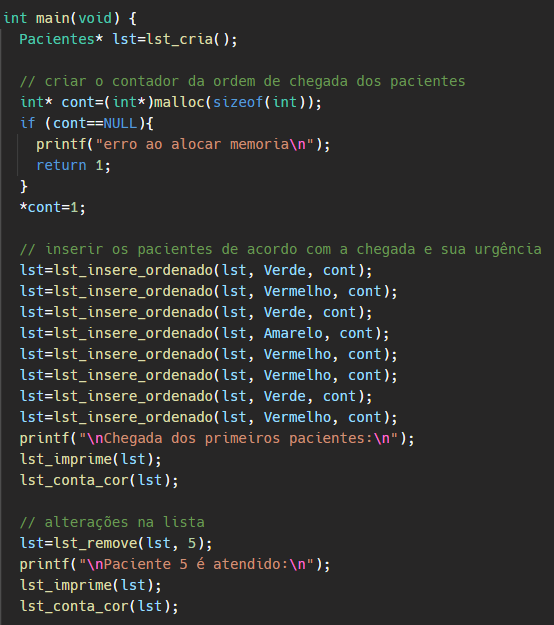 int main(void) {
  Pacientes* lst=lst_cria();

  // criar o contador da ordem de chegada dos pacientes
  int* cont=(int*)malloc(sizeof(int));
  if (cont==NULL){
    printf("erro ao alocar memoria\n");
    return 1;
  }
  *cont=1;

  // inserir os pacientes de acordo com a chegada e sua urgência
  lst=lst_insere_ordenado(lst, Verde, cont);
  lst=lst_insere_ordenado(lst, Vermelho, cont);
  lst=lst_insere_ordenado(lst, Verde, cont);
  lst=lst_insere_ordenado(lst, Amarelo, cont);
  lst=lst_insere_ordenado(lst, Vermelho, cont);
  lst=lst_insere_ordenado(lst, Verde, cont);
  lst=lst_insere_ordenado(lst, Vermelho, cont);
  printf("\nChegada dos primeiros pacientes:\n");
  lst_imprime(lst);
  lst_conta_cor(lst);

  // alterações na lista
  lst=lst_remove(lst, 5);
  printf("\nPaciente 5 é atendido:\n");
  lst_imprime(lst);
  lst_conta_cor(lst);